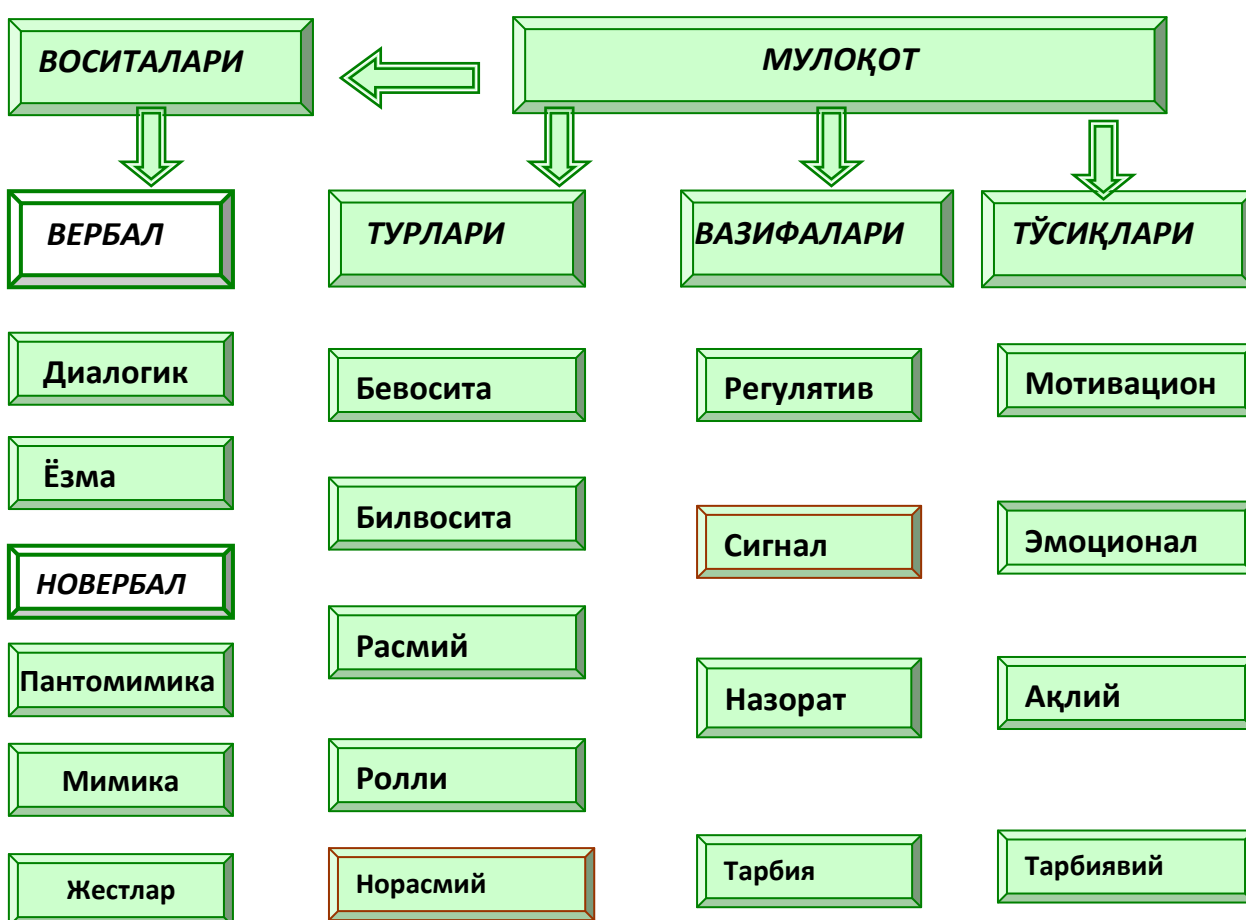 ВОСИТАЛАРИ
МУЛОҚОТ
ВЕРБАЛ
ТУРЛАРИ
ВАЗИФАЛАРИ
ТЎСИҚЛАРИ
Диалогик
Бевосита
Регулятив
Мотивацион
Ёзма
Билвосита
Сигнал
Эмоционал
НОВЕРБАЛ
Пантомимика
Расмий
Назорат
Ақлий
Мимика
Ролли
Жестлар
Норасмий
Тарбия
Тарбиявий